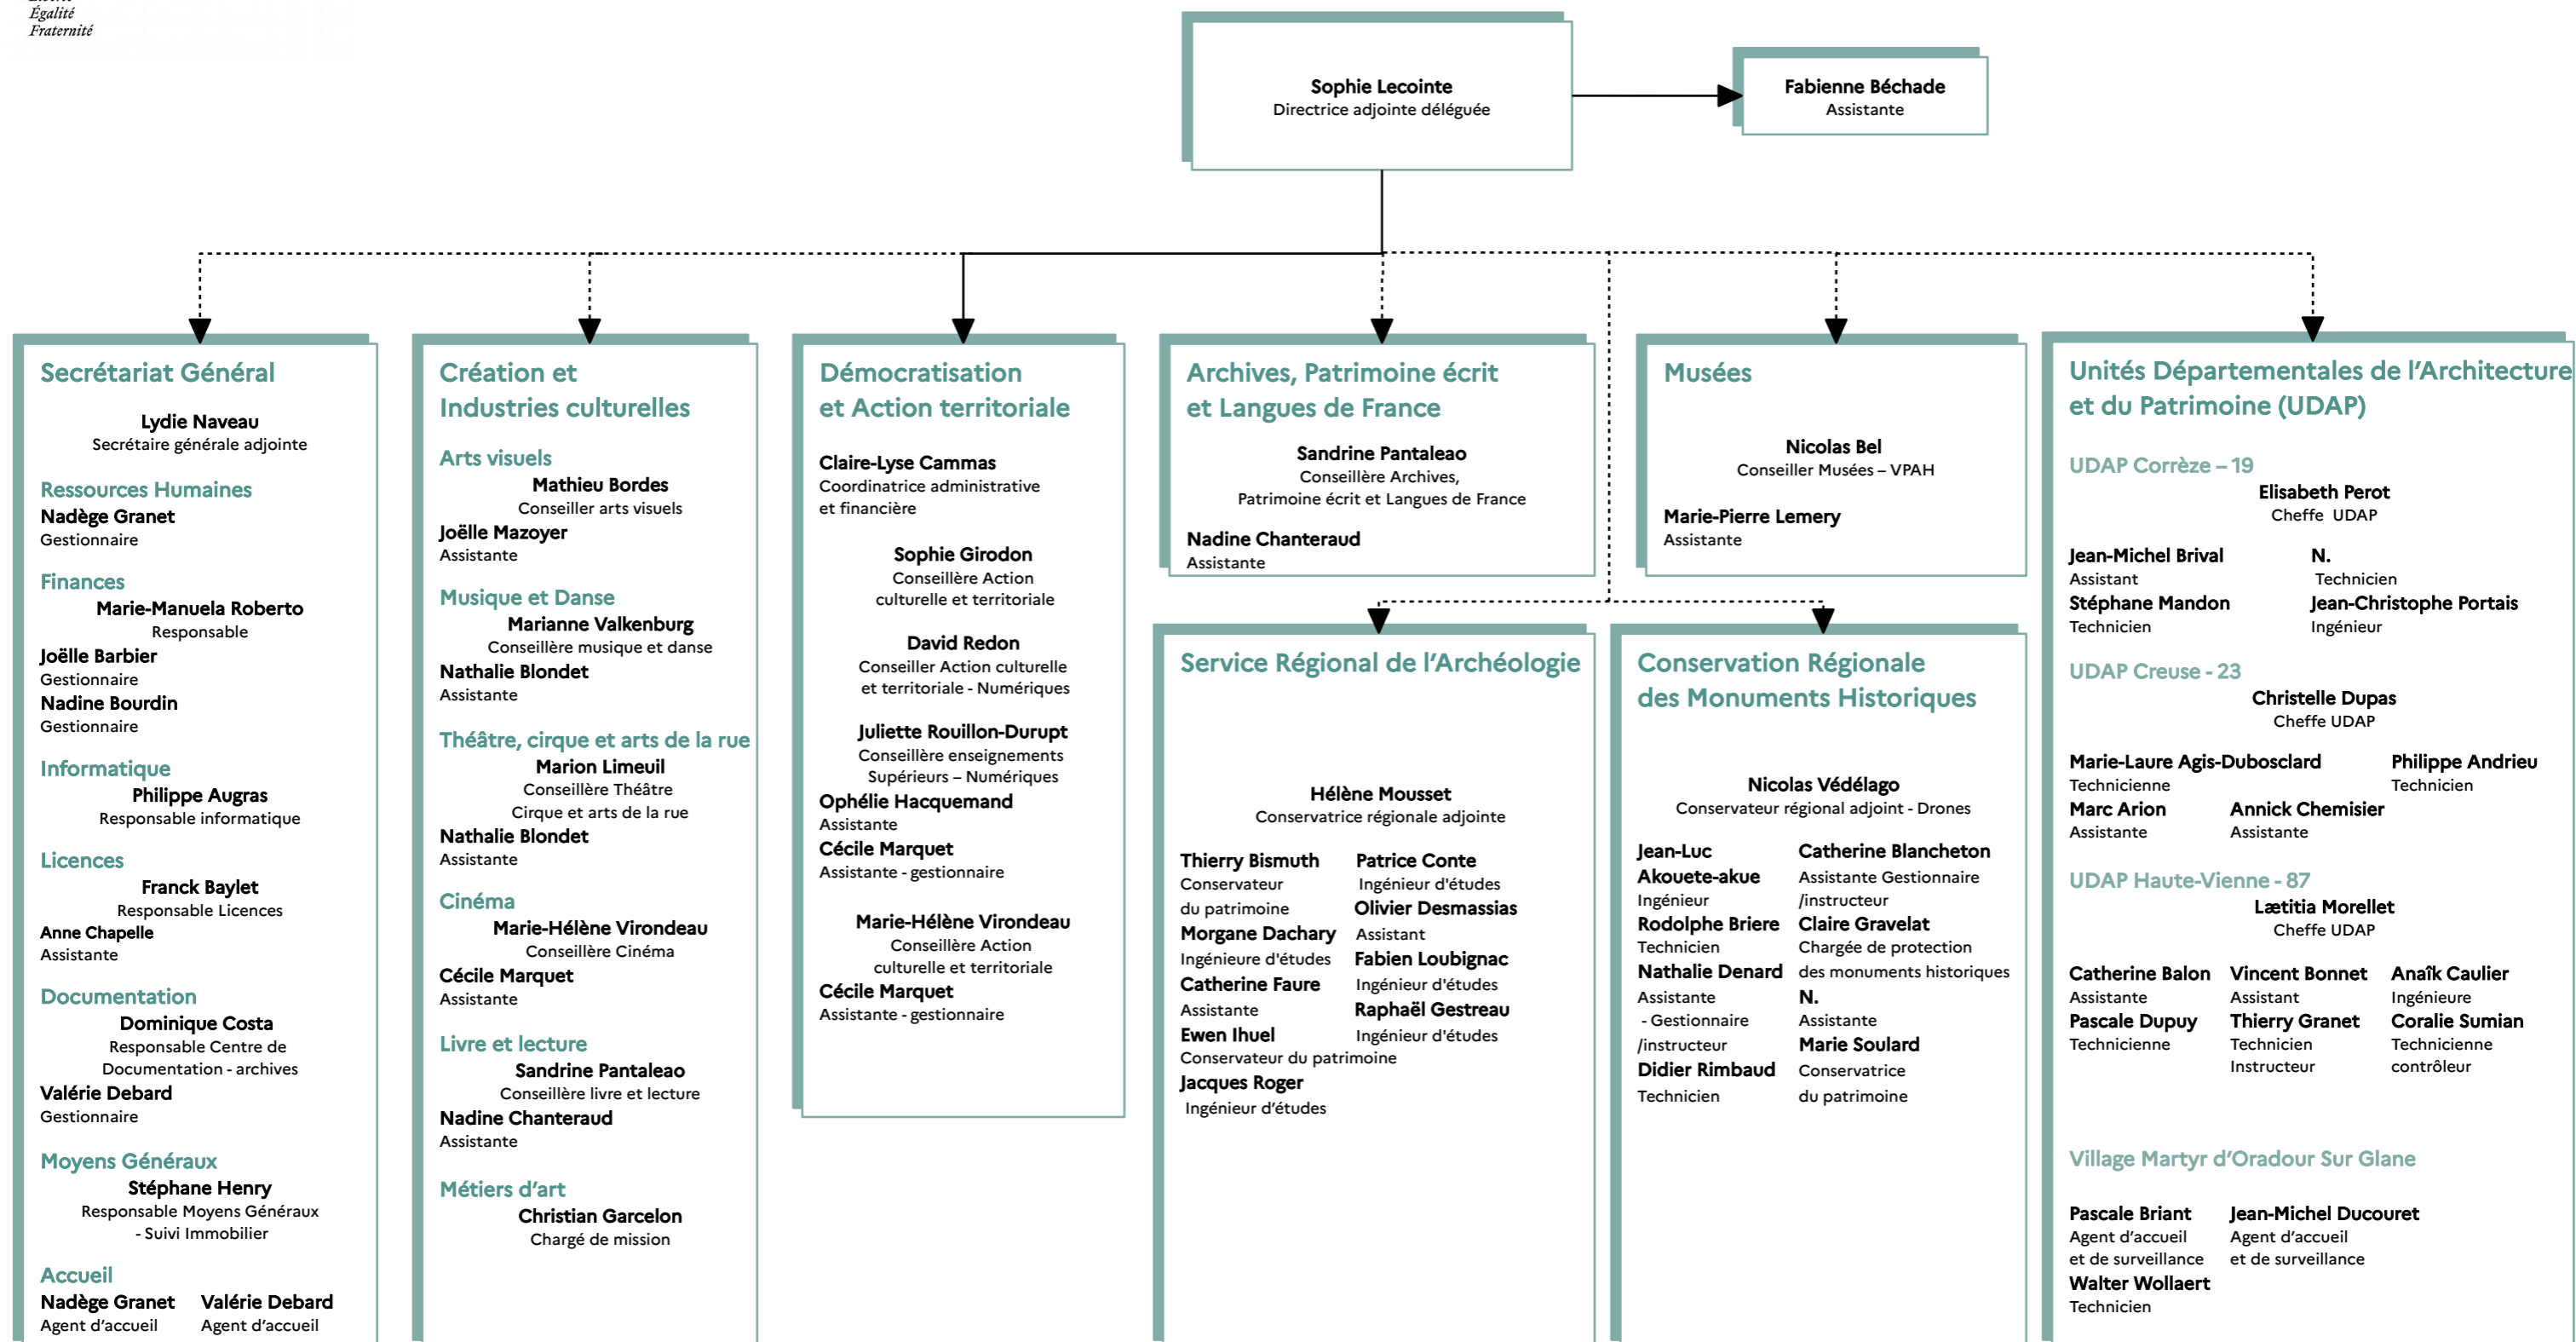 Égalité
Fraternité
Sophie Lecointe
Directrice adjointe déléguée
Fabienne Béchade
Assistante
Secrétariat Général
Lydie Naveau
Secrétaire générale adjointe
Ressources Humaines
Nadège Granet
Gestionnaire
Finances
Marie-Manuela Roberto
Responsable
Joëlle Barbier
Gestionnaire
Nadine Bourdin
Gestionnaire
Informatique
Philippe Augras
Responsable informatique
Licences
Franck Baylet
Responsable Licences
Anne Chapelle
Assistante
Documentation
Dominique Costa
Responsable Centre de
Documentation - archives
Valérie Debard
Gestionnaire
Moyens Généraux
Stéphane Henry
Responsable Moyens Généraux
- Suivi Immobilier
Accueil
Nadège Granet Valérie Debard
Agent d’accueil Agent d’accueil
Création et
Industries culturelles
Arts visuels
Mathieu Bordes
Conseiller arts visuels
Joëlle Mazoyer
Assistante
Musique et Danse
Marianne Valkenburg
Conseillère musique et danse
Nathalie Blondet
Assistante
Théâtre, cirque et arts de la rue
Marion Limeuil
Conseillère Théâtre
Cirque et arts de la rue
Nathalie Blondet
Assistante
Cinéma
Marie-Hélène Virondeau
Conseillère Cinéma
Cécile Marquet
Assistante
Livre et lecture
Sandrine Pantaleao
Conseillère livre et lecture
Nadine Chanteraud
Assistante
Métiers d’art
Christian Garcelon
Chargé de mission
Démocratisation
et Action territoriale
Claire-Lyse Cammas
Coordinatrice administrative
et financière
Sophie Girodon
Conseillère Action
culturelle et territoriale
David Redon
Conseiller Action culturelle
et territoriale - Numériques
Juliette Rouillon-Durupt
Conseillère enseignements
Supérieurs – Numériques
Ophélie Hacquemand
Assistante
Cécile Marquet
Assistante - gestionnaire
Marie-Hélène Virondeau
Conseillère Action
culturelle et territoriale
Cécile Marquet
Assistante - gestionnaire
Archives, Patrimoine écrit
et Langues de France
Sandrine Pantaleao
Conseillère Archives,
Patrimoine écrit et Langues de France
Nadine Chanteraud
Assistante
Musées
Nicolas Bel
Conseiller Musées – VPAH
Marie-Pierre Lemery
Assistante
Service Régional de l’Archéologie
Hélène Mousset
Conservatrice régionale adjointe
Thierry Bismuth
Conservateur
du patrimoine
Morgane Dachary
Ingénieure d'études
Catherine Faure
Assistante
Ewen Ihuel
Conservateur du patrimoine
Jacques Roger
Ingénieur d’études
Patrice Conte
Ingénieur d'études
Olivier Desmassias
Assistant
Fabien Loubignac
Ingénieur d'études
Raphaël Gestreau
Ingénieur d'études
Conservation Régionale
des Monuments Historiques
Nicolas Védélago
Conservateur régional adjoint - Drones
Jean-Luc
Akouete-akue
Ingénieur
Rodolphe Briere
Technicien
Nathalie Denard
Assistante
- Gestionnaire
/instructeur
Didier Rimbaud
Technicien
Catherine Blancheton
Assistante Gestionnaire
/instructeur
Claire Gravelat
Chargée de protection
des monuments historiques
N.
Assistante
Marie Soulard
Conservatrice
du patrimoine
Unités Départementales de l’Architecture
et du Patrimoine (UDAP)
UDAP Corrèze – 19
Elisabeth Perot
Cheffe UDAP
Jean-Michel Brival N.
Assistant Technicien
Stéphane Mandon Jean-Christophe Portais
Technicien Ingénieur
UDAP Creuse - 23
Christelle Dupas
Cheffe UDAP
Marie-Laure Agis-Dubosclard Philippe Andrieu
Technicienne Technicien
Marc Arion Annick Chemisier
Assistante Assistante
UDAP Haute-Vienne - 87
Lætitia Morellet
Cheffe UDAP
Catherine Balon Vincent Bonnet Anaîk Caulier
Assistante Assistant Ingénieure
Pascale Dupuy Thierry Granet Coralie Sumian
Technicienne Technicien Technicienne
Instructeur contrôleur
Village Martyr d’Oradour Sur Glane
Pascale Briant Jean-Michel Ducouret
Agent d’accueil Agent d’accueil
et de surveillance et de surveillance
Walter Wollaert
Technicien